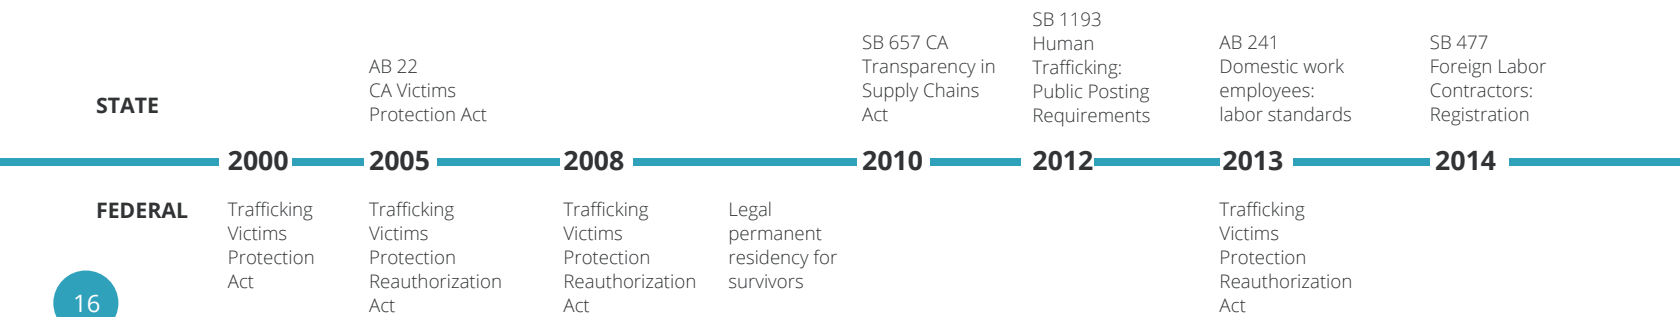 SB 1193
SB 657 CA
Human
AB 241
SB 477
AB 22
Transparency in
Trafficking:
Domestic work
Foreign Labor
CA Victims
Supply Chains
Public Posting
employees:
Contractors:
STATE
Protection Act
Act
Requirements
labor standards
Registration
2000 2005 2008 2010 2012 2013 2014
FEDERAL
Trafficking
Victims
Protection
Act
Trafficking
Victims
Protection
Reauthorization
Act
Trafficking
Victims
Protection
Reauthorization
Act
Legal
permanent
residency for
survivors
Trafficking
Victims
Protection
Reauthorization
Act
16